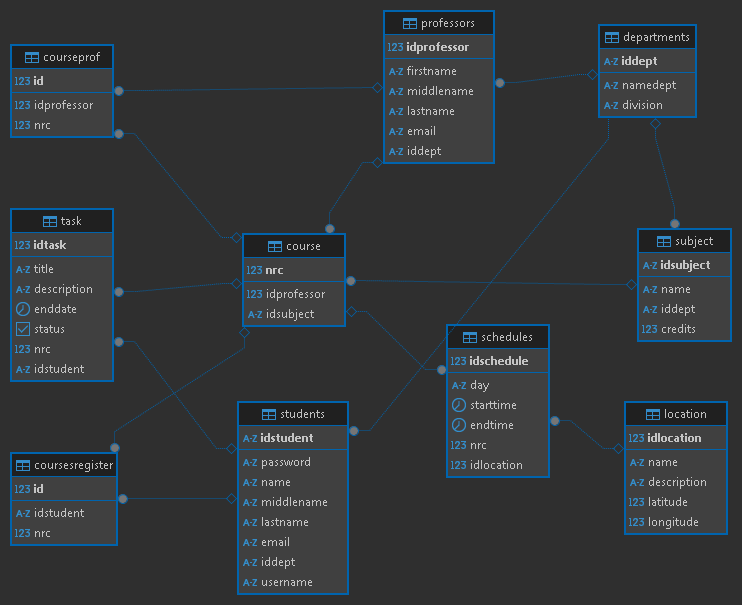 professors
123 idprofessor
A-Z firstname
A-Z middlename
A-Z lastname
A-Z email
A-Z iddept
departments
A-Z iddept
A-Z namedept
A-Z division
courseprof
123 id
123 idprofessor
123 nrc
task
123 idtask
A-Z title
A-Z description
enddate
status
123 nrc
A-Z idstudent
course
123 nrc
123 idprofessor
A-Z idsubject
subject
A-Z idsubject
A-Z name
A-Z iddept
123 credits
schedules
123 idschedule
A-Z day
starttime
endtime
123 nrc
123 idlocation
students
A-Z idstudent
A-Z password
A-Z name
A-Z middlename
A-Z lastname
A-Z email
A-Z iddept
A-Z username
location
123 idlocation
A-Z name
A-Z description
123 latitude
123 longitude
coursesregister
123 id
A-Z idstudent
123 nrc